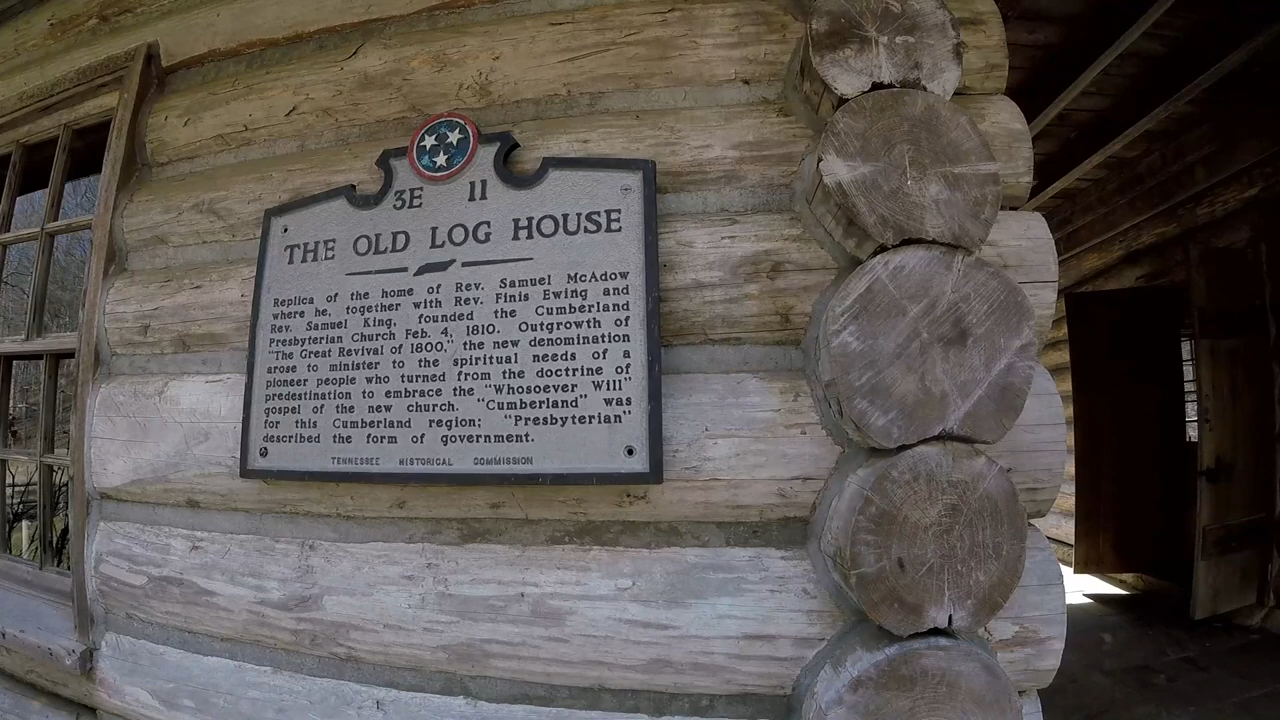 3E 11
THE OLD LOG HOUSE
Replica of the home of Rev. Samuel McAdow
where he, together with Rev. Finis Ewing and
Rev. Samuel King, founded the Cumberland
Presbyterian Church Feb. 4, 1810. Outgrowth of
"The Great Revival of 1800," the new denomination
arose to minister to the spiritual needs of a
pioneer people who turned from the doctrine of
predestination to embrace the "Whosoever Will"
gospel of the new church. "Cumberland" was
for this Cumberland region; "Presbyterian"
described the form of government.
TENNESSEE HISTORICAL COMMISSION